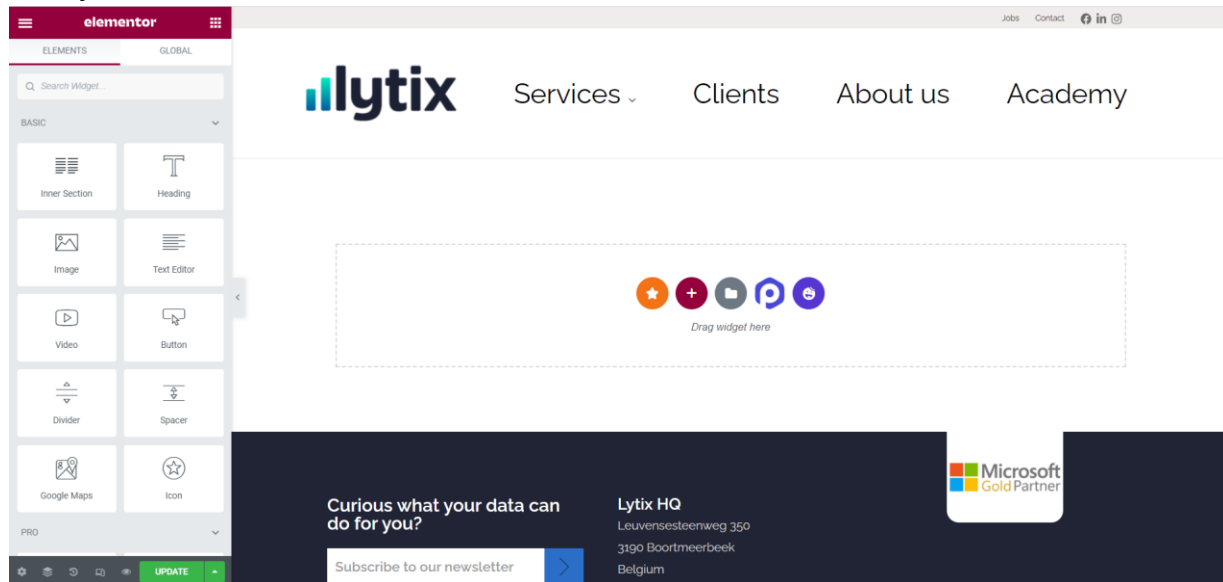 elementor
ELEMENTS
GLOBAL
Search Widget...
BASIC
Inner Section
Heading
Image
Text Editor
Video
Button
Divider
Spacer
Google Maps
Icon
PRO
UPDATE
Jobs
Contact
in
lytix
Services
Clients
About us
Academy
Drag widget here
Microsoft
Gold Partner
Curious what your data can
do for you?
Subscribe to our newsletter
Lytix HQ
Leuvensesteenweg 350
3190 Boortmeerbeek
Belgium